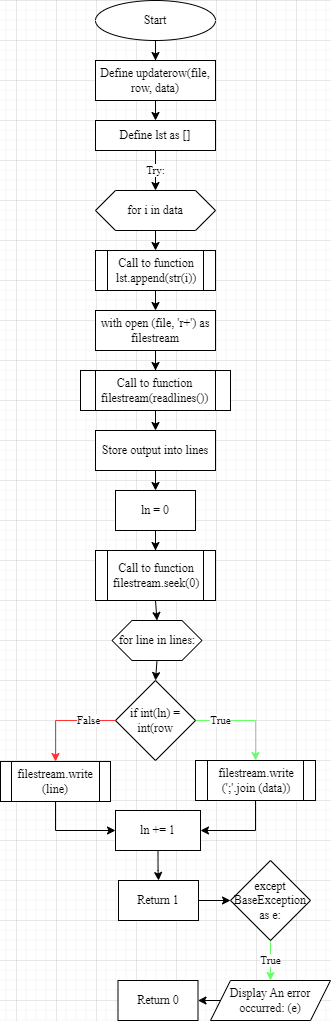 Start
Define updaterow(file,
row, data)
Define lst as []
Try:
for i in data
Call to function
lst.append(str(i))
with open (file, 'r+') as
filestream
Call to function
filestream(readlines())
Store output into lines
ln = 0
Call to function
filestream.seek(0)
for line in lines:
if int(ln) =
int(row
False
True
filestream.write
(line)
filestream.write
(';'.join (data))
ln += 1
Return 1
except
BaseException
as e:
True
Return 0
Display An error
occurred: (e)